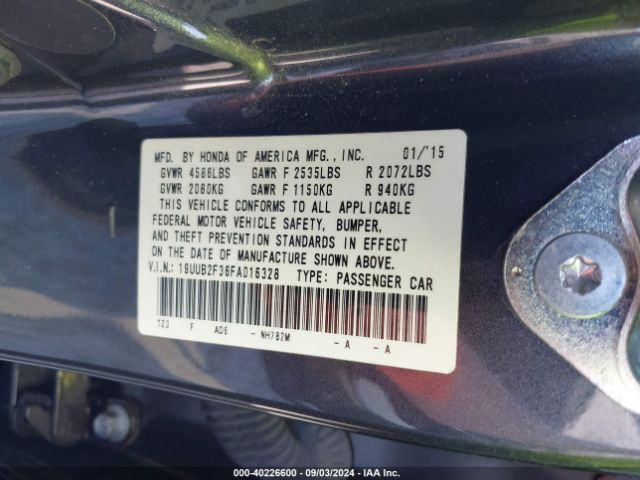 MFD. BY HONDA OF AMERICA MFG., INC. 01/'15
GVWR 4586LBS GAWR F 2535LBS R 2072LBS
GVWR 2080KG GAWR F 1150KG R 940KG
THIS VEHICLE CONFORMS TO ALL APPLICABLE
FEDERAL MOTOR VEHICLE SAFETY, BUMPER,
AND THEFT PREVENTION STANDARDS IN EFFECT
ON THE DATE OF MANUFACTURE SHOWN ABOVE.
V.I.N.: 19UUB2F36FA016328 TYPE: PASSENGER CAR
TZ3 F AD6 - NH782M - A - A
000-40226600 - 09/03/2024 - IAA Inc.